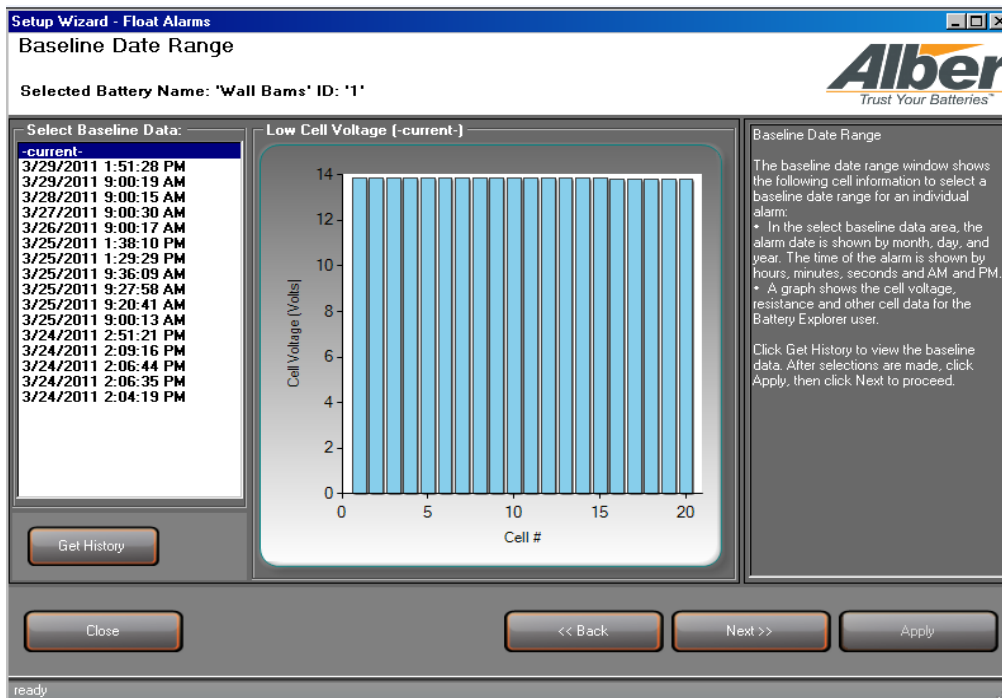 Setup Wizard - Float Alarms
Baseline Date Range
Selected Battery Name: 'Wall Bams' ID: '1'
Alber
Trust Your Batteries™
Select Baseline Data:
-current-
3/29/2011 1:51:28 PM
3/29/2011 9:00:19 AM
3/28/2011 9:00:15 AM
3/27/2011 9:00:30 AM
3/26/2011 9:00:17 AM
3/25/2011 1:38:10 PM
3/25/2011 1:29:29 PM
3/25/2011 9:36:09 AM
3/25/2011 9:27:58 AM
3/25/2011 9:20:41 AM
3/25/2011 9:00:13 AM
3/24/2011 2:51:21 PM
3/24/2011 2:09:16 PM
3/24/2011 2:06:44 PM
3/24/2011 2:06:35 PM
3/24/2011 2:04:19 PM
Get History
Low Cell Voltage (-current-)
Cell Voltage (Volts)
14
12
10
8
6
4
2
0
0 5 10 15 20
Cell #
Baseline Date Range
The baseline date range window shows
the following cell information to select a
baseline date range for an individual
alarm:
• In the select baseline data area, the
alarm date is shown by month, day, and
year. The time of the alarm is shown by
hours, minutes, seconds and AM and PM.
• A graph shows the cell voltage,
resistance and other cell data for the
Battery Explorer user.
Click Get History to view the baseline
data. After selections are made, click
Apply, then click Next to proceed.
Close
<< Back
Next >>
Apply
ready